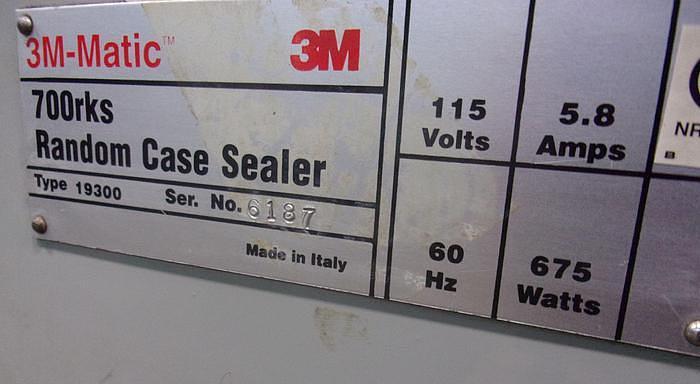 3M-Matic™ 3M
700rks
Random Case Sealer
Type 19300 Ser. No. 6187
Made in Italy
115
Volts
5.8
Amps
60
Hz
675
Watts
NR
B